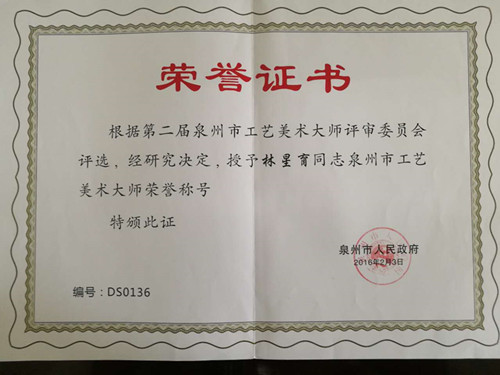 荣誉证书
根据第二届泉州市工艺美术大师评审委员会
评选，经研究决定，授予林星育同志泉州市工艺
美术大师荣誉称号
特颁此证
泉州市人民政府
2016年2月3日
编号：DS0136